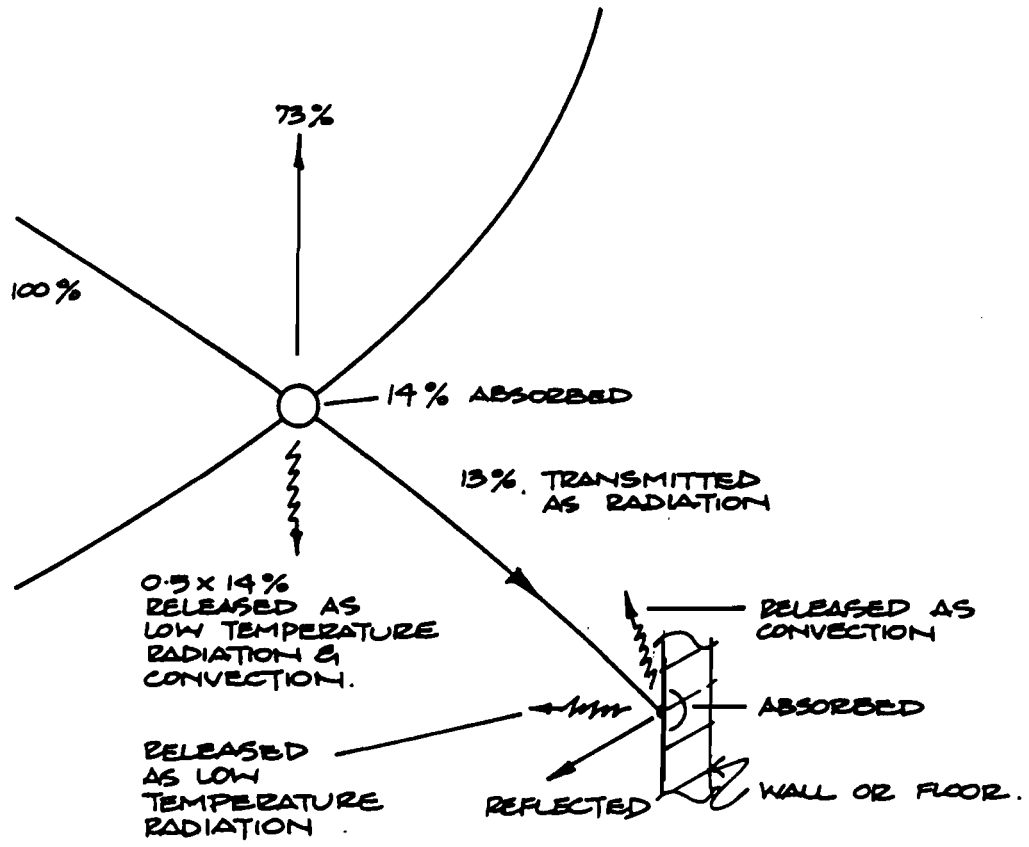 73%
100%
14% ABSORBED
13%. TRANSMITTED
AS RADIATION
0.5 x 14%
RELEASED AS
LOW TEMPERATURE
RADIATION &
CONVECTION.
RELEASED AS
CONVECTION
ABSORBED
RELEASED
AS LOW
TEMPERATURE
RADIATION.
REFLECTED
WALL OR FLOOR.